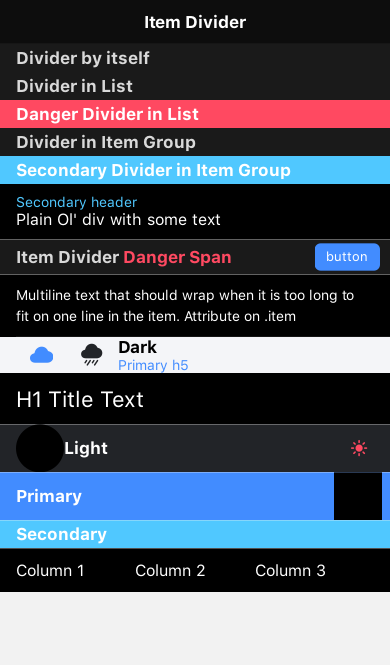 Item Divider
Divider by itself
Divider in List
Danger Divider in List
Divider in Item Group
Secondary Divider in Item Group
Secondary header
Plain Ol' div with some text
Item Divider Danger Span
button
Multiline text that should wrap when it is too long to
fit on one line in the item. Attribute on .item
Dark
Primary h5
H1 Title Text
Light
Primary
Secondary
Column 1 Column 2 Column 3